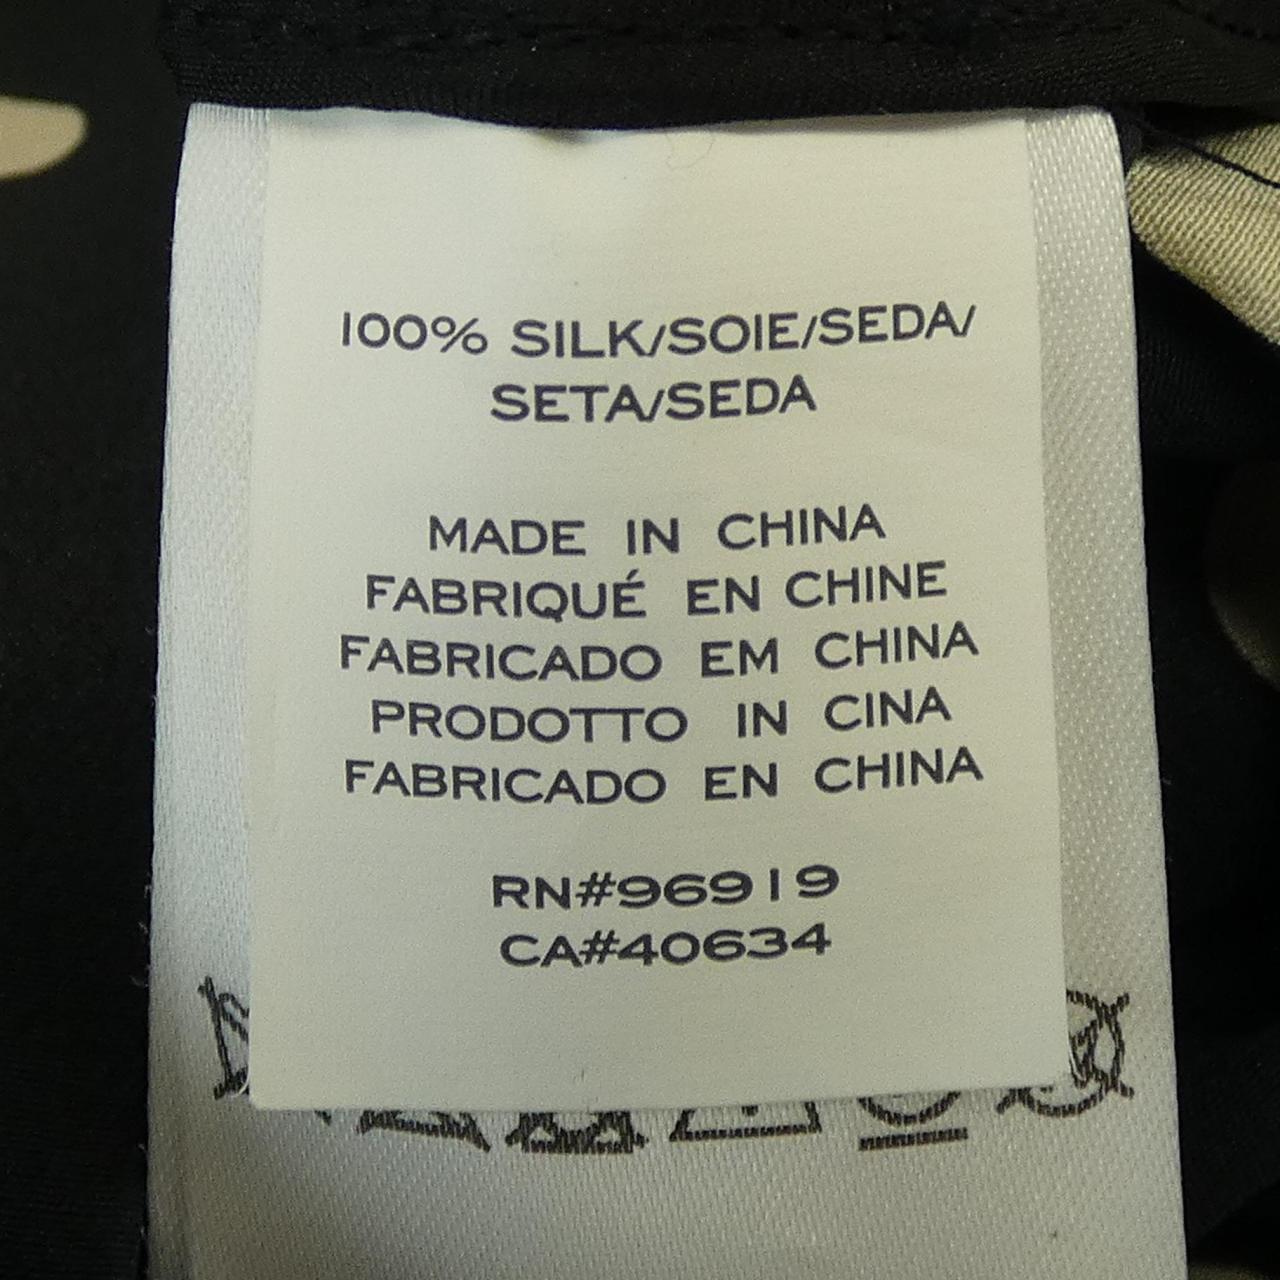 100% SILK/SOIE/SEDA/
SETA/SEDA
MADE IN CHINA
FABRIQUÉ EN CHINE
FABRICADO EM CHINA
PRODOTTO IN CINA
FABRICADO EN CHINA
RN#96919
CA#40634